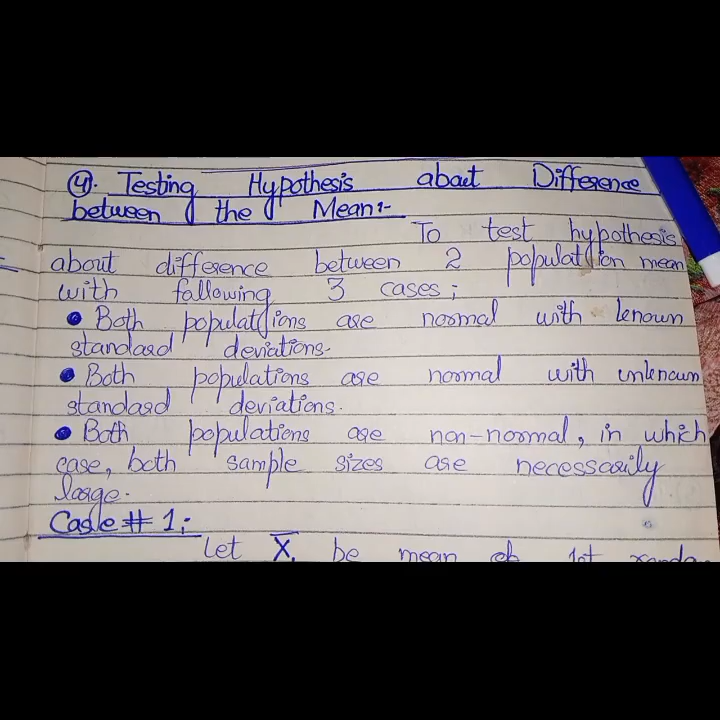 4). Testing Hypothesis about Difference
between the Mean:-
To test hypothesis
about difference between 2 population mean
with following 3 cases;
• Both populations are normal with known
standard deviations.
• Both populations are normal with unknown
standard deviations.
• Both populations are non-normal, in which
case, both sample sizes are necessarily
large.
Case # 1:
Let X̅₁ be mean of 1st